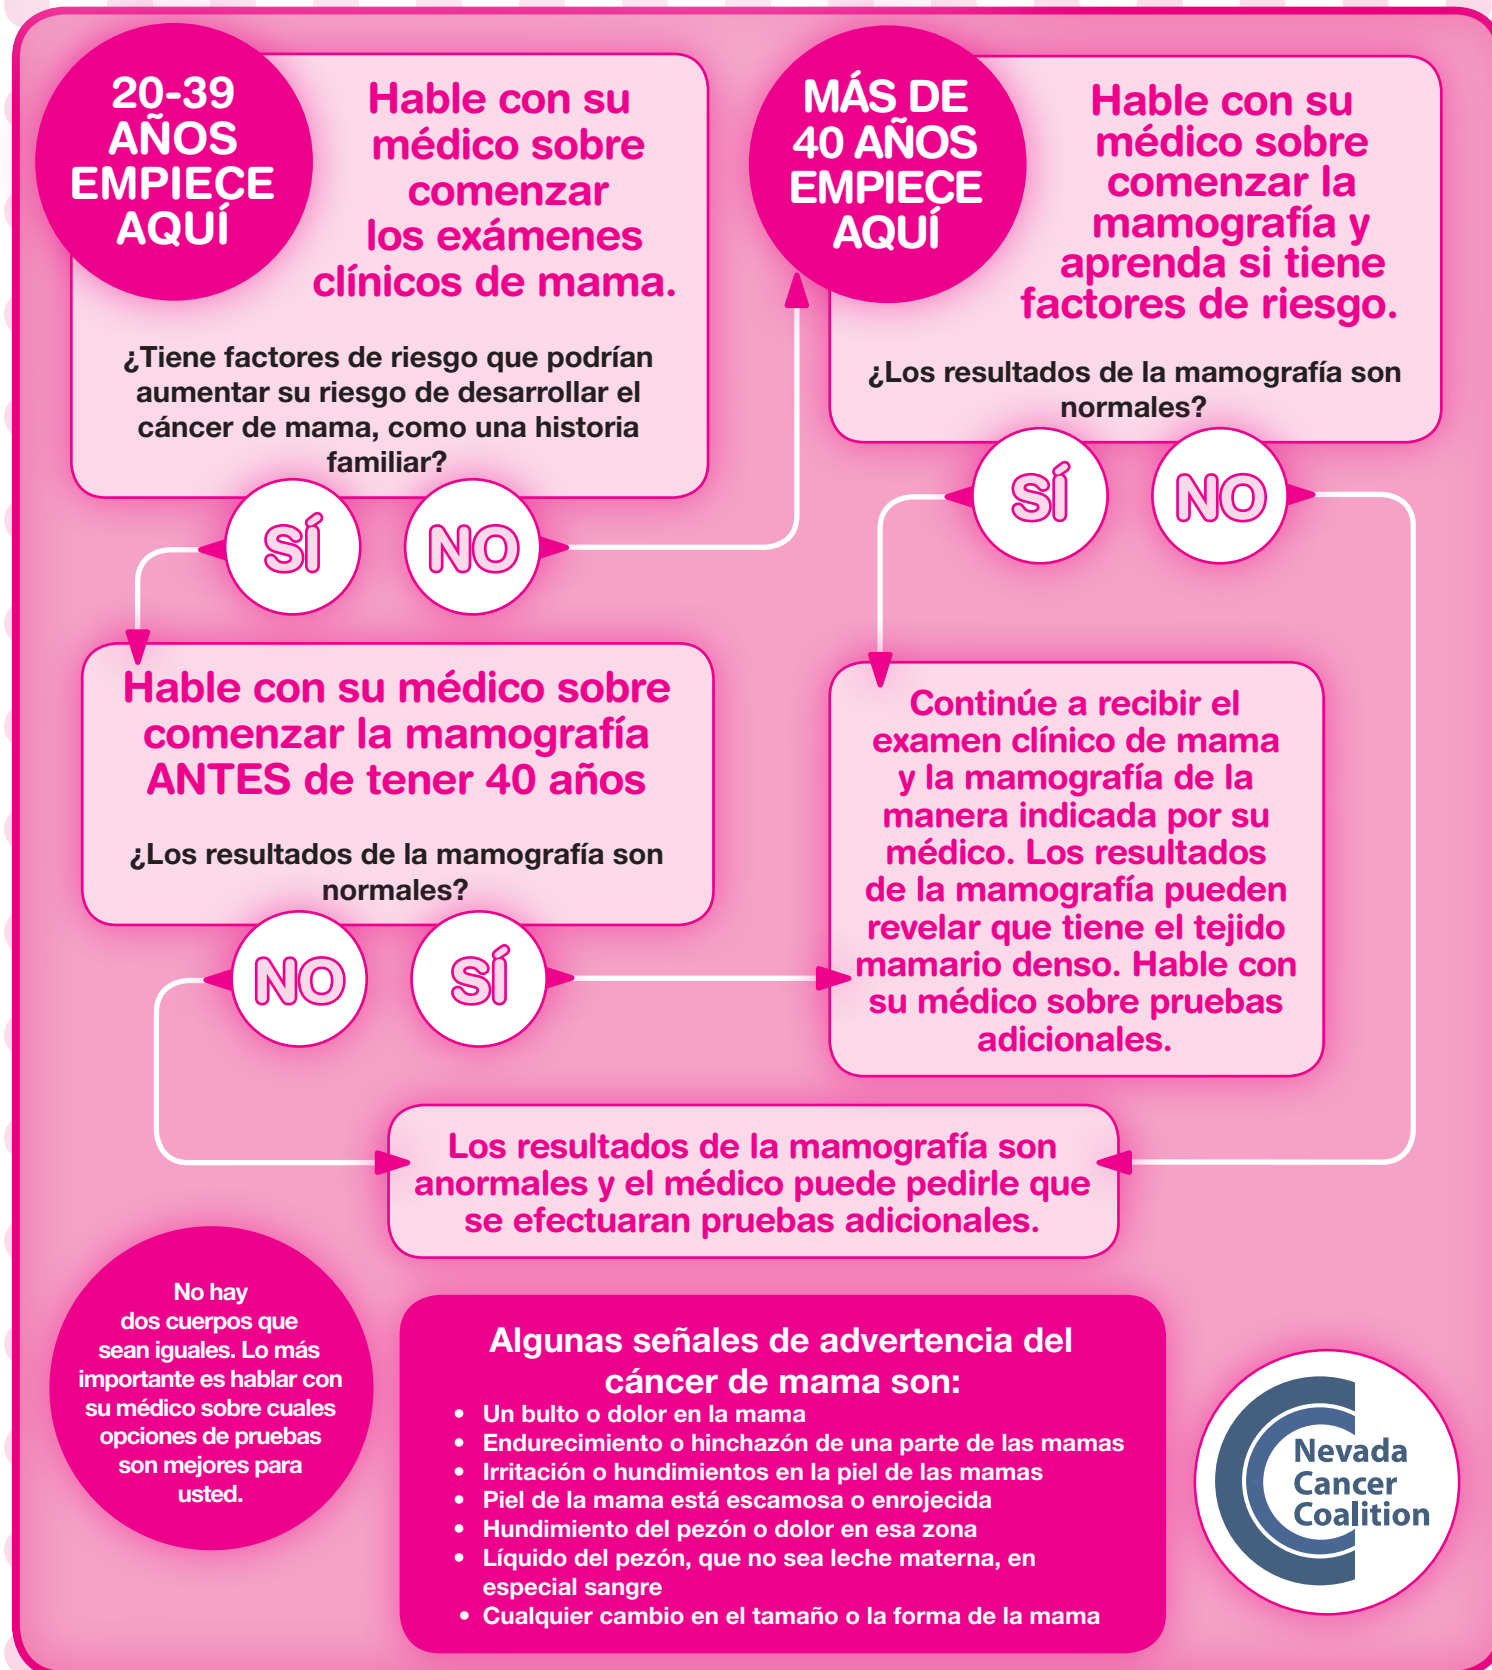 20-39
AÑOS
EMPIECE
AQUÍ
Hable con su
médico sobre
comenzar
los exámenes
clínicos de mama.
¿Tiene factores de riesgo que podrían
aumentar su riesgo de desarrollar el
cáncer de mama, como una historia
familiar?
SÍ
NO
MÁS DE
40 AÑOS
EMPIECE
AQUÍ
Hable con su
médico sobre
comenzar la
mamografía y
aprenda si tiene
factores de riesgo.
¿Los resultados de la mamografía son
normales?
SÍ
NO
Hable con su médico sobre
comenzar la mamografía
ANTES de tener 40 años
¿Los resultados de la mamografía son
normales?
NO
SÍ
Continúe a recibir el
examen clínico de mama
y la mamografía de la
manera indicada por su
médico. Los resultados
de la mamografía pueden
revelar que tiene el tejido
mamario denso. Hable con
su médico sobre pruebas
adicionales.
Los resultados de la mamografía son
anormales y el médico puede pedirle que
se efectuaran pruebas adicionales.
No hay
dos cuerpos que
sean iguales. Lo más
importante es hablar con
su médico sobre cuales
opciones de pruebas
son mejores para
usted.
Algunas señales de advertencia del
cáncer de mama son:
• Un bulto o dolor en la mama
• Endurecimiento o hinchazón de una parte de las mamas
• Irritación o hundimientos en la piel de las mamas
• Piel de la mama está escamosa o enrojecida
• Hundimiento del pezón o dolor en esa zona
• Líquido del pezón, que no sea leche materna, en
especial sangre
• Cualquier cambio en el tamaño o la forma de la mama
Nevada
Cancer
Coalition